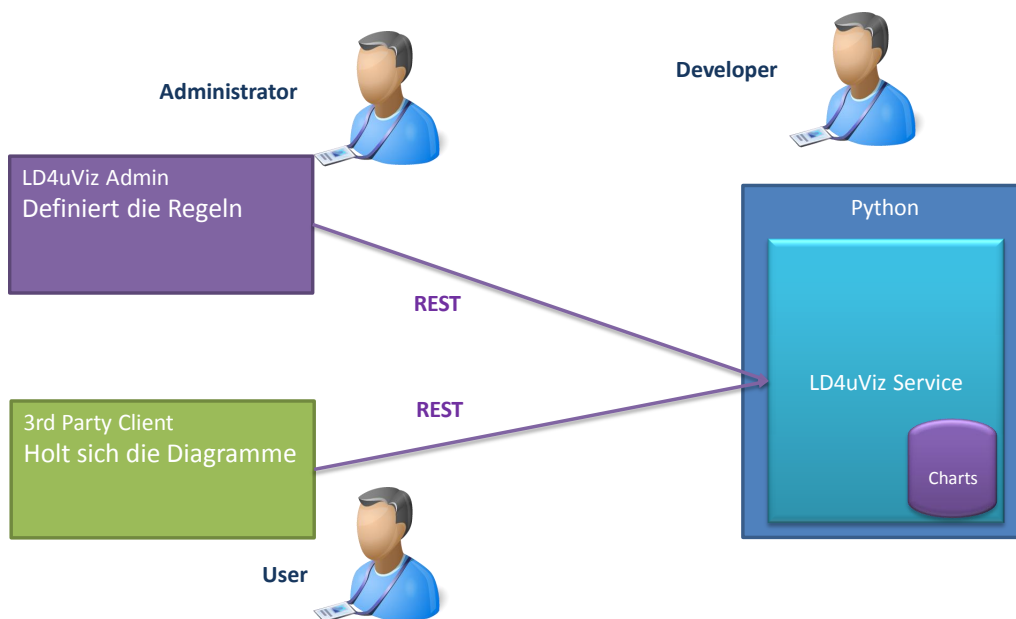 Developer
Administrator
LD4uViz Admin
Definiert die Regeln
Python
REST
LD4uViz Service
REST
3rd Party Client
Holt sich die Diagramme
Charts
User